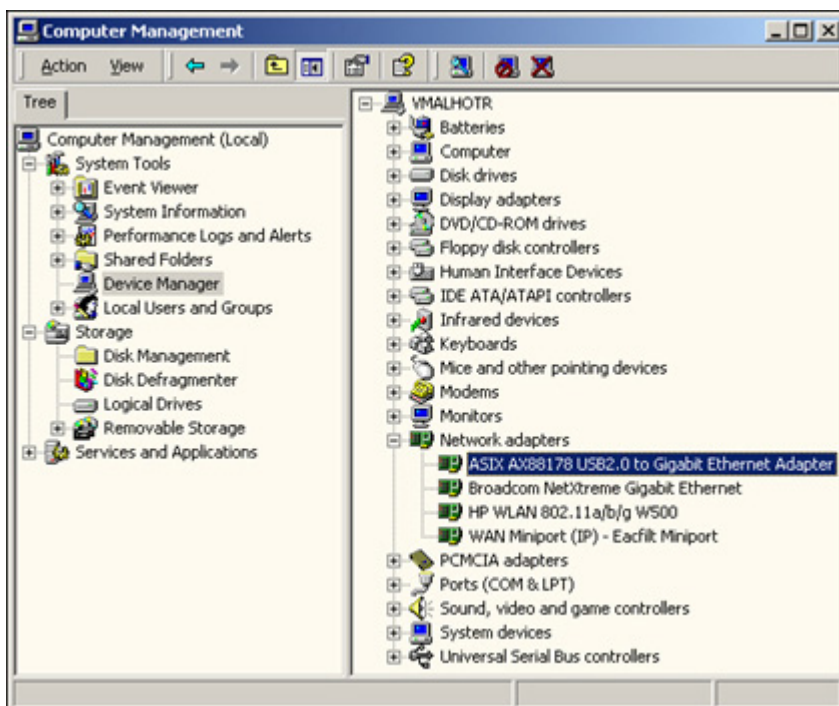 Computer Management
Action View
Tree
Computer Management (Local)
System Tools
Event Viewer
System Information
Performance Logs and Alerts
Shared Folders
Device Manager
Local Users and Groups
Storage
Disk Management
Disk Defragmenter
Logical Drives
Removable Storage
Services and Applications
VMALHOTR
Batteries
Computer
Disk drives
Display adapters
DVD/CD-ROM drives
Floppy disk controllers
Human Interface Devices
IDE ATA/ATAPI controllers
Infrared devices
Keyboards
Mice and other pointing devices
Modems
Monitors
Network adapters
ASIX AX88178 USB2.0 to Gigabit Ethernet Adapter
Broadcom NetXtreme Gigabit Ethernet
HP WLAN 802.11a/b/g W500
WAN Miniport (IP) - Eacfilt Miniport
PCMCIA adapters
Ports (COM & LPT)
Sound, video and game controllers
System devices
Universal Serial Bus controllers